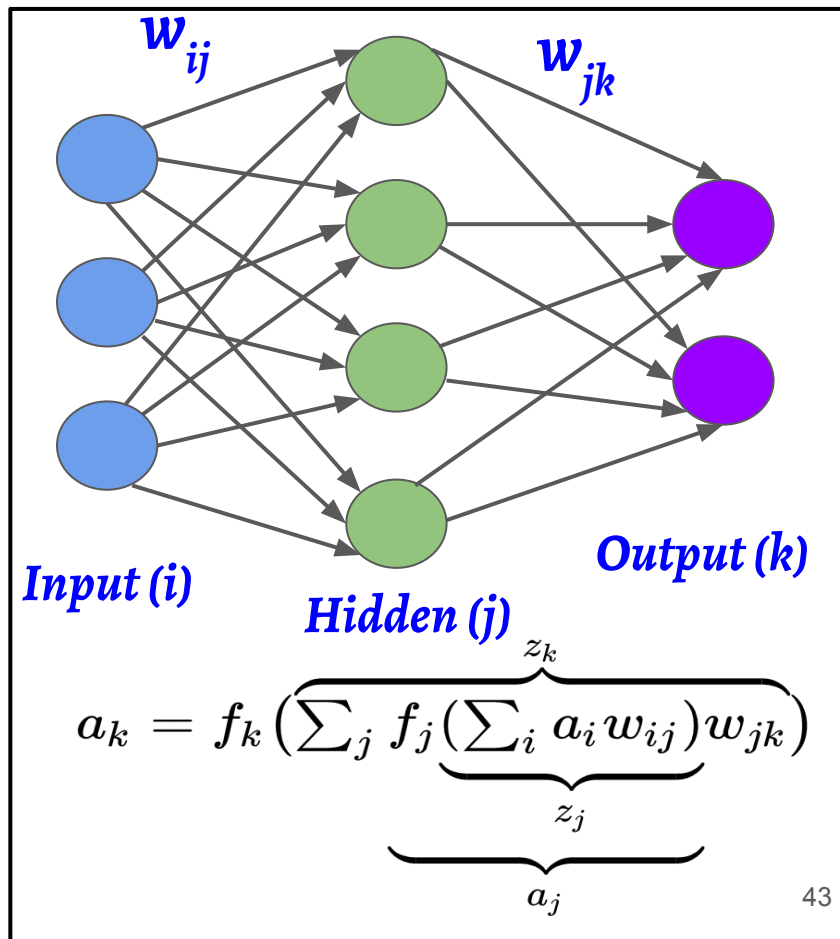 w_ij
w_jk
Input (i)
Output (k)
Hidden (j)
z_k
a_k = f_k(∑_j f_j(∑_i a_i w_ij)w_jk)
z_j
a_j
43